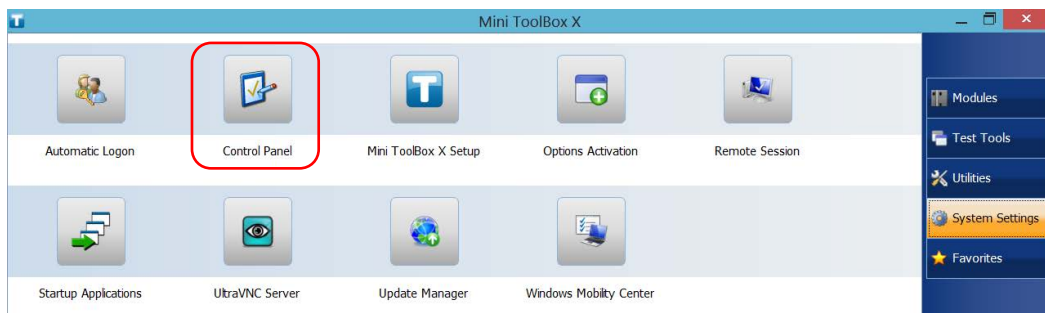 Mini ToolBox X
Automatic Logon
Control Panel
Mini ToolBox X Setup
Options Activation
Remote Session
Startup Applications
UltraVNC Server
Update Manager
Windows Mobility Center
Modules
Test Tools
Utilities
System Settings
Favorites